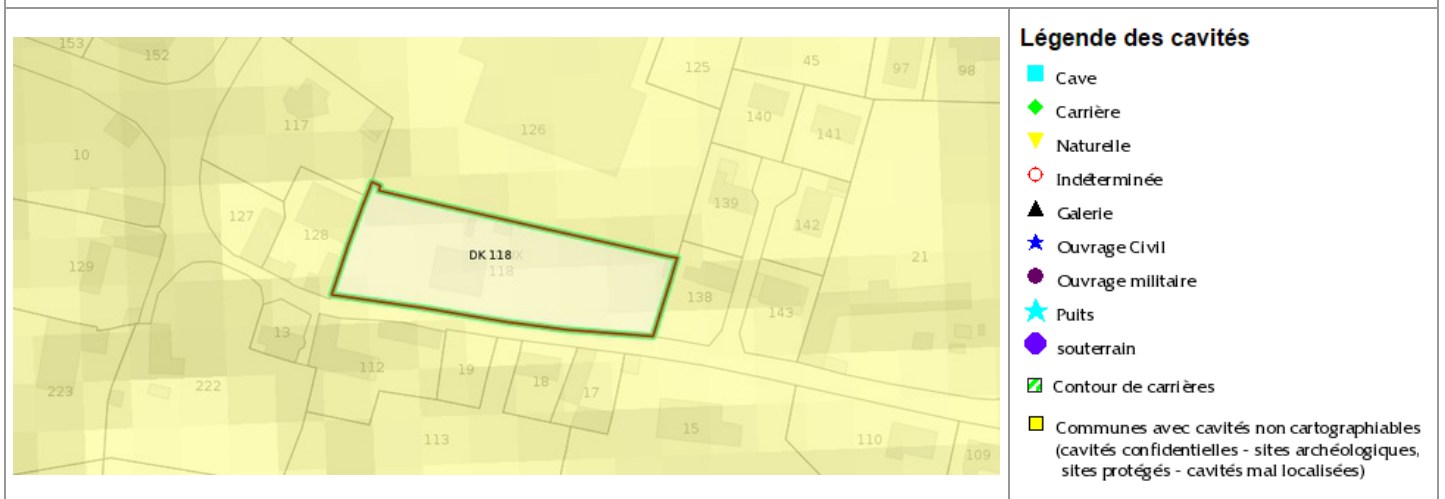 153
152
125
45
97
98
117
140
141
126
10
139
127
128
142
DK 118
118
129
21
138
143
13
112
19
18
17
223
222
113
15
110
109
Légende des cavités
Cave
Carrière
Naturelle
Indéterminée
Galerie
Ouvrage Civil
Ouvrage militaire
Puits
souterrain
Contour de carrières
Communes avec cavités non cartographiables
(cavités confidentielles - sites archéologiques,
sites protégés - cavités mal localisées)